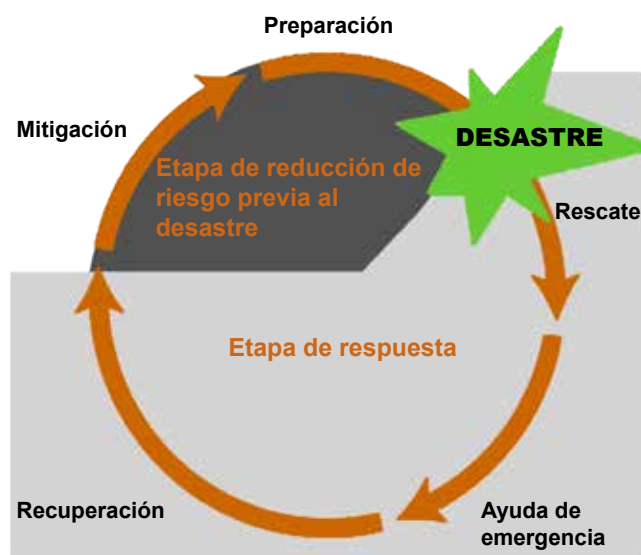 Preparación
DESASTRE
Mitigación
Etapa de reducción de
riesgo previa al
desastre
Rescate
Etapa de respuesta
Recuperación
Ayuda de
emergencia